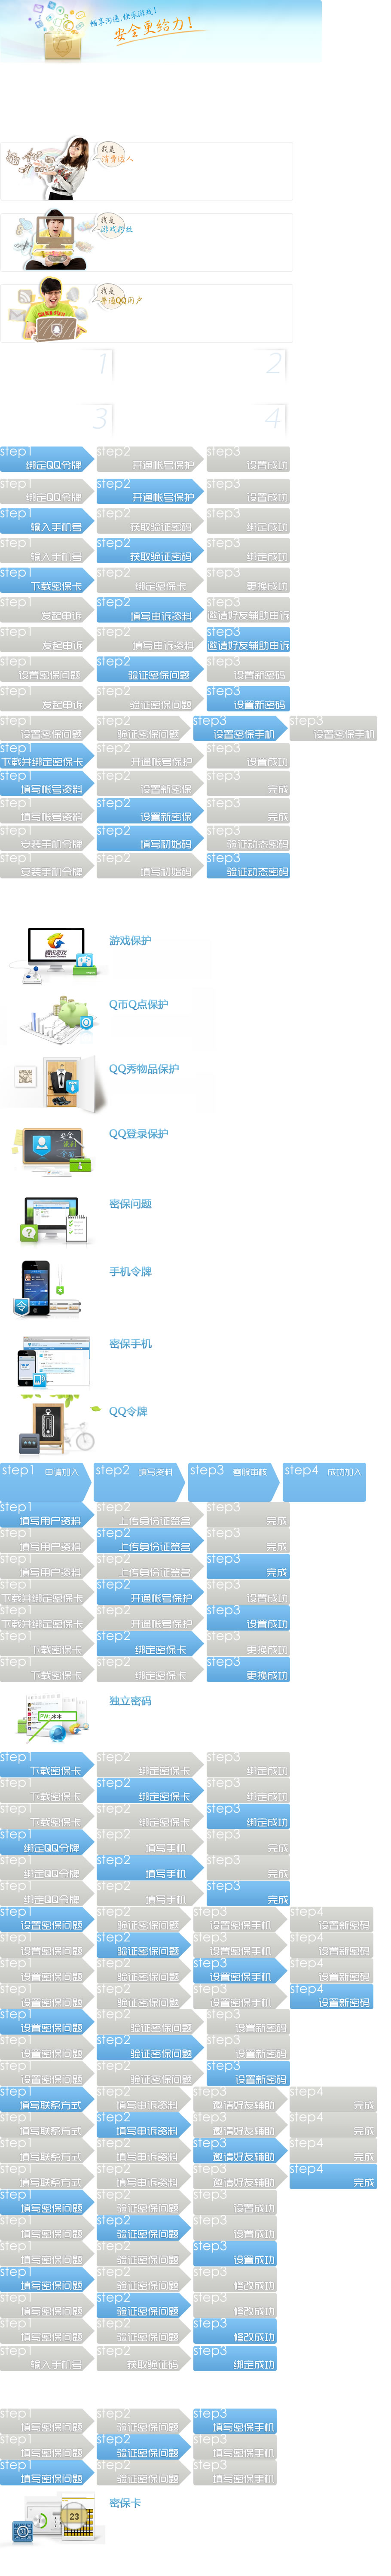 畅享沟通,快乐游戏!
安全更给力!
我是
消费达人
我是
游戏粉丝
我是
普通QQ用户
1 2
3 4
step1 绑定QQ令牌 step2 开通帐号保护 step3 设置成功
step1 绑定QQ令牌 step2 开通帐号保护 step3 设置成功
step1 输入手机号 step2 获取验证密码 step3 绑定成功
step1 输入手机号 step2 获取验证密码 step3 绑定成功
step1 下载密保卡 step2 绑定密保卡 step3 更换成功
step1 发起申诉 step2 填写申诉资料 step3 邀请好友辅助申诉
step1 发起申诉 step2 填写申诉资料 step3 邀请好友辅助申诉
step1 设置密保问题 step2 验证密保问题 step3 设置新密码
step1 发起申诉 step2 验证密保问题 step3 设置新密码
step1 设置密保问题 step2 验证密保问题 step3 设置密保手机 step3 设置密保手机
step1 下载并绑定密保卡 step2 开通帐号保护 step3 设置成功
step1 填写帐号资料 step2 设置新密保 step3 完成
step1 填写帐号资料 step2 设置新密保 step3 完成
step1 安装手机令牌 step2 填写初始码 step3 验证动态密码
step1 安装手机令牌 step2 填写初始码 step3 验证动态密码
腾讯游戏
游戏保护
Q币Q点保护
QQ秀物品保护
QQ登录保护
密保问题
手机令牌
密保手机
QQ令牌
step1 申请加入 step2 填写资料 step3 客服审核 step4 成功加入
step1 填写用户资料 step2 上传身份证签名 step3 完成
step1 填写用户资料 step2 上传身份证签名 step3 完成
step1 填写用户资料 step2 上传身份证签名 step3 完成
step1 下载并绑定密保卡 step2 开通帐号保护 step3 设置成功
step1 下载并绑定密保卡 step2 开通帐号保护 step3 设置成功
step1 下载密保卡 step2 绑定密保卡 step3 更换成功
step1 下载密保卡 step2 绑定密保卡 step3 更换成功
独立密码
PW:**
step1 下载密保卡 step2 绑定密保卡 step3 绑定成功
step1 下载密保卡 step2 绑定密保卡 step3 绑定成功
step1 下载密保卡 step2 绑定密保卡 step3 绑定成功
step1 绑定QQ令牌 step2 填写手机 step3 完成
step1 绑定QQ令牌 step2 填写手机 step3 完成
step1 绑定QQ令牌 step2 填写手机 step3 完成
step1 设置密保问题 step2 验证密保问题 step3 设置密保手机 step4 设置新密码
step1 设置密保问题 step2 验证密保问题 step3 设置密保手机 step4 设置新密码
step1 设置密保问题 step2 验证密保问题 step3 设置密保手机 step4 设置新密码
step1 设置密保问题 step2 验证密保问题 step3 设置密保手机 step4 设置新密码
step1 设置密保问题 step2 验证密保问题 step3 设置新密码
step1 设置密保问题 step2 验证密保问题 step3 设置新密码
step1 设置密保问题 step2 验证密保问题 step3 设置新密码
step1 填写联系方式 step2 填写申诉资料 step3 邀请好友辅助 step4 完成
step1 填写联系方式 step2 填写申诉资料 step3 邀请好友辅助 step4 完成
step1 填写联系方式 step2 填写申诉资料 step3 邀请好友辅助 step4 完成
step1 填写联系方式 step2 填写申诉资料 step3 邀请好友辅助 step4 完成
step1 填写密保问题 step2 验证密保问题 step3 设置成功
step1 填写密保问题 step2 验证密保问题 step3 设置成功
step1 填写密保问题 step2 验证密保问题 step3 设置成功
step1 填写密保问题 step2 验证密保问题 step3 修改成功
step1 填写密保问题 step2 验证密保问题 step3 修改成功
step1 填写密保问题 step2 验证密保问题 step3 修改成功
step1 输入手机号 step2 获取验证码 step3 绑定成功
step1 填写密保问题 step2 验证密保问题 step3 填写密保手机
step1 填写密保问题 step2 验证密保问题 step3 填写密保手机
step1 填写密保问题 step2 验证密保问题 step3 填写密保手机
密保卡
23